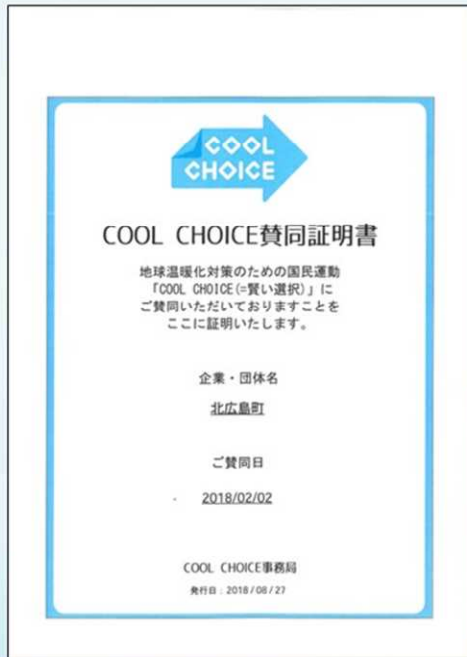 COOL
CHOICE
COOL CHOICE賛同証明書
地球温暖化対策のための国民運動
「COOL CHOICE(=賢い選択)」に
ご賛同いただいておりますことを
ここに証明いたします。
企業・団体名
北広島町
ご賛同日
2018/02/02
COOL CHOICE事務局
発行日：2018/08/27